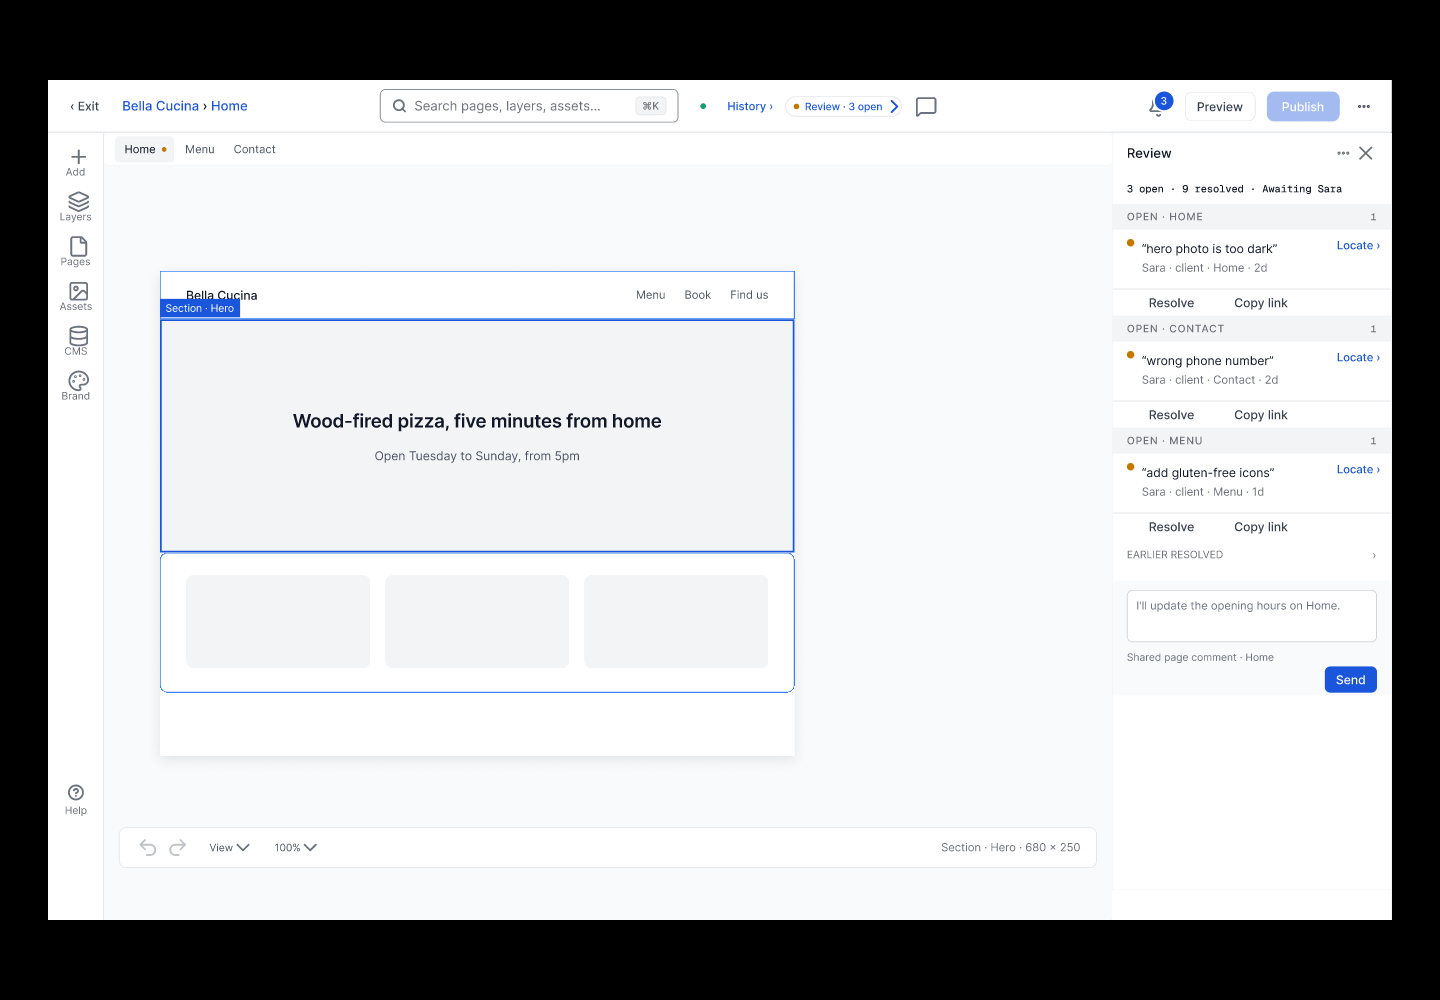 ‹ Exit
Bella Cucina › Home
Search pages, layers, assets...
⌘K
History ›
Review · 3 open
3
Preview
Publish
Home
Menu
Contact
Add
Layers
Pages
Assets
CMS
Brand
Help
Bella Cucina
Menu
Book
Find us
Section · Hero
Wood-fired pizza, five minutes from home
Open Tuesday to Sunday, from 5pm
View
100%
Section · Hero · 680 × 250
Review
3 open · 9 resolved · Awaiting Sara
OPEN · HOME
1
"hero photo is too dark"
Locate ›
Sara · client · Home · 2d
Resolve
Copy link
OPEN · CONTACT
1
"wrong phone number"
Locate ›
Sara · client · Contact · 2d
Resolve
Copy link
OPEN · MENU
1
"add gluten-free icons"
Locate ›
Sara · client · Menu · 1d
Resolve
Copy link
EARLIER RESOLVED
›
I'll update the opening hours on Home.
Shared page comment · Home
Send